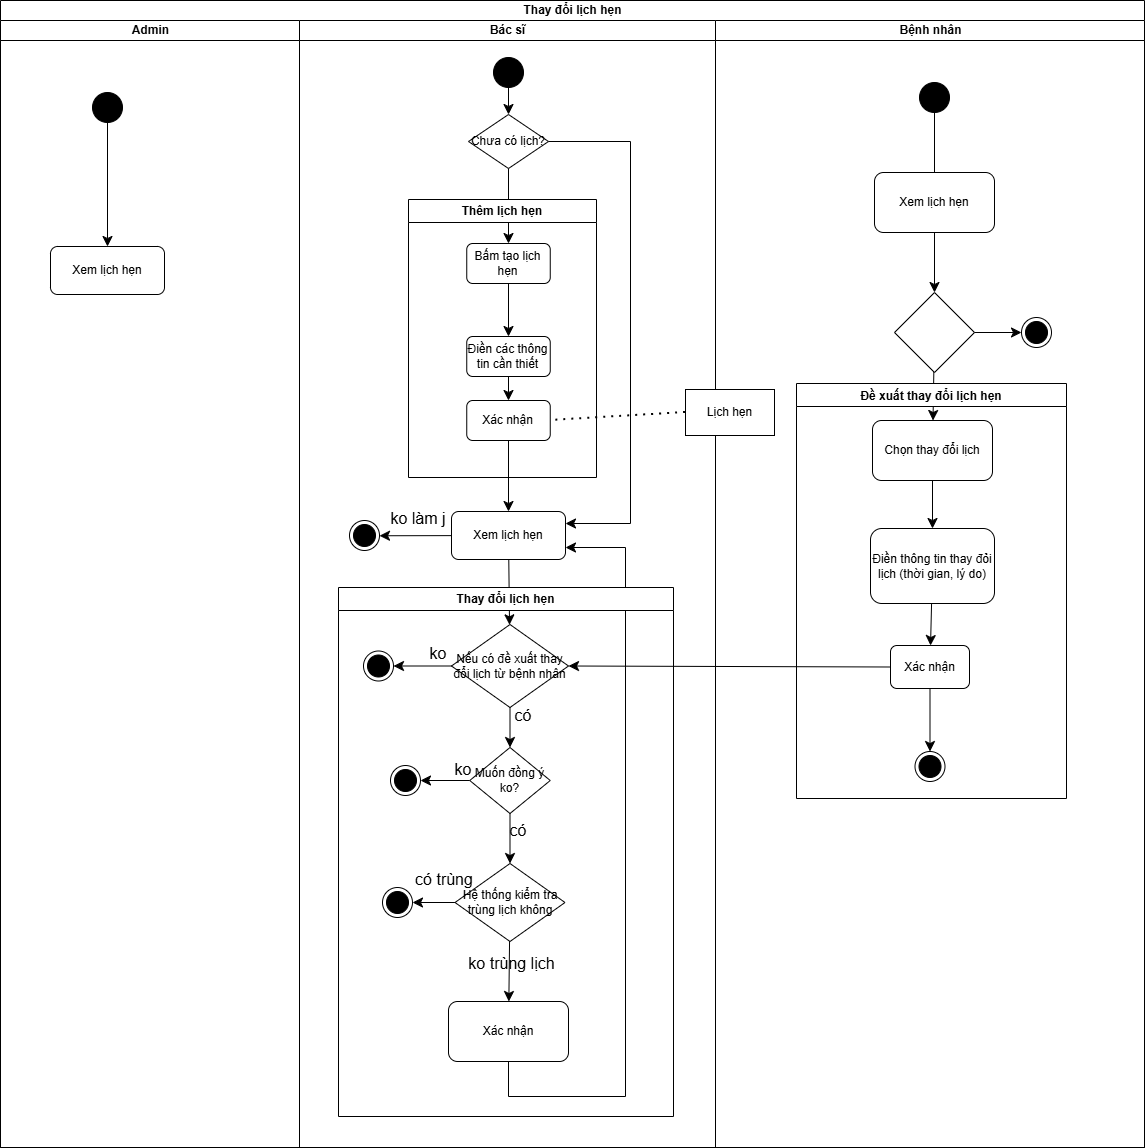 Thay đổi lịch hẹn
Admin
Bác sĩ
Bệnh nhân
Xem lịch hẹn
Chưa có lịch?
Thêm lịch hẹn
Bấm tạo lịch
hẹn
Điền các thông
tin cần thiết
Xác nhận
Lịch hẹn
ko làm j
Xem lịch hẹn
Thay đổi lịch hẹn
ko
Nếu có đề xuất thay
đổi lịch từ bệnh nhân
có
ko
Muốn đồng ý
ko?
có
có trùng
Hệ thống kiểm tra
trùng lịch không
ko trùng lịch
Xác nhận
Xem lịch hẹn
Đề xuất thay đổi lịch hẹn
Chọn thay đổi lịch
Điền thông tin thay đổi
lịch (thời gian, lý do)
Xác nhận